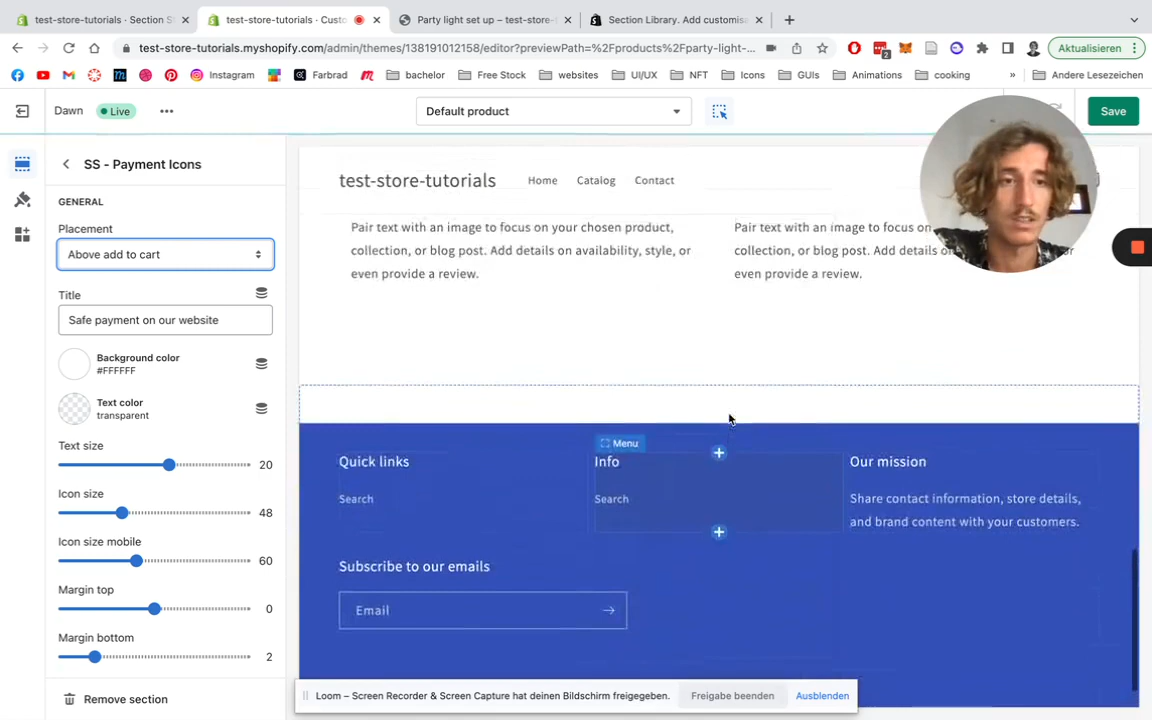 test-store-tutorials · Section S
test-store-tutorials · Custo
Party light set up – test-store-
Section Library. Add customisa
test-store-tutorials.myshopify.com/admin/themes/138191012158/editor?previewPath=%2Fproducts%2Fparty-light-...
2
Aktualisieren
Instagram
Farbrad
bachelor
Free Stock
websites
UI/UX
NFT
Icons
GUIs
Animations
cooking
»
Andere Lesezeichen
Dawn
Live
Default product
Save
SS - Payment Icons
GENERAL
Placement
Above add to cart
Title
Safe payment on our website
Background color
#FFFFFF
Text color
transparent
Text size
20
Icon size
48
Icon size mobile
60
Margin top
0
Margin bottom
2
Remove section
test-store-tutorials
Home
Catalog
Contact
Pair text with an image to focus on your chosen product,
collection, or blog post. Add details on availability, style, or
even provide a review.
Pair text with an image to focus on
collection, or blog post. Add details on
or
even provide a review.
Menu
Quick links
Search
Info
Search
Our mission
Share contact information, store details,
and brand content with your customers.
Subscribe to our emails
Email
Loom – Screen Recorder & Screen Capture hat deinen Bildschirm freigegeben.
Freigabe beenden
Ausblenden